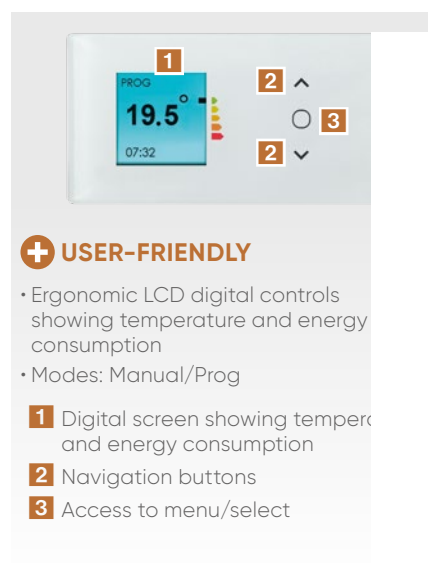 1
PROG
2
19.5°
3
07:32
2
USER-FRIENDLY
• Ergonomic LCD digital controls
showing temperature and energy
consumption
• Modes: Manual/Prog
1 Digital screen showing
and energy consumption
2 Navigation buttons
3 Access to menu/select